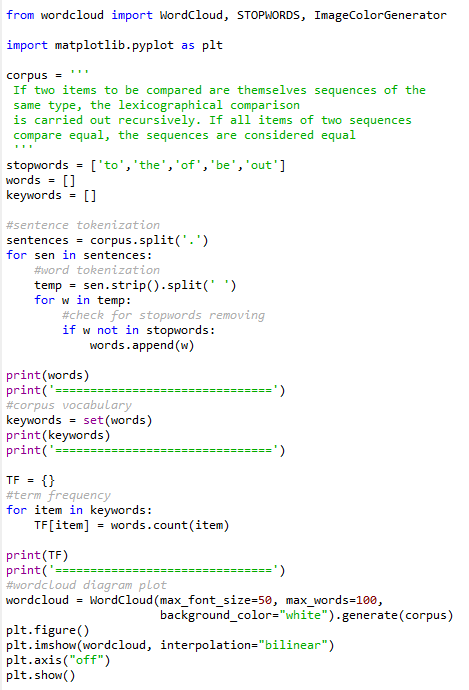 from wordcloud import WordCloud, STOPWORDS, ImageColorGenerator
import matplotlib.pyplot as plt
corpus = '''
If two items to be compared are themselves sequences of the
same type, the lexicographical comparison
is carried out recursively. If all items of two sequences
compare equal, the sequences are considered equal
'''
stopwords = ['to','the','of','be','out']
words = []
keywords = []
#sentence tokenization
sentences = corpus.split('.')
for sen in sentences:
    #word tokenization
    temp = sen.strip().split(' ')
    for w in temp:
        #check for stopwords removing
        if w not in stopwords:
            words.append(w)
print(words)
print('===============================')
#corpus vocabulary
keywords = set(words)
print(keywords)
print('===============================')
TF = {}
#term frequency
for item in keywords:
    TF[item] = words.count(item)
print(TF)
print('===============================')
#wordcloud diagram plot
wordcloud = WordCloud(max_font_size=50, max_words=100,
                      background_color="white").generate(corpus)
plt.figure()
plt.imshow(wordcloud, interpolation="bilinear")
plt.axis("off")
plt.show()